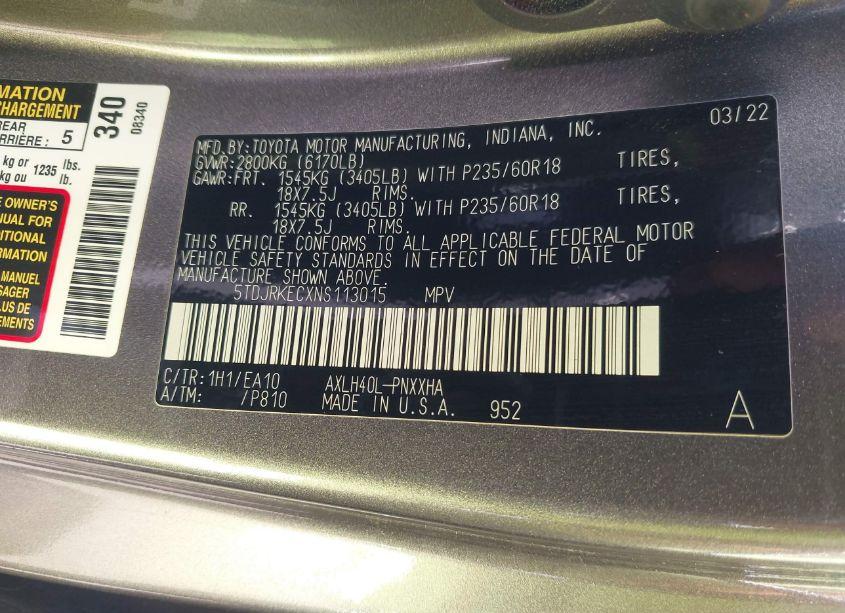 MATION
CHARGEMENT
REAR
5
340
08340
kg or 1235 lbs.
kg ou lb.
E OWNER'S
NUAL FOR
DITIONAL
ORMATION
MANUEL
SAGER
LUS DE
EMENTS
03/22
MFD.BY:TOYOTA MOTOR MANUFACTURING, INDIANA, INC.
GVWR:2800KG (6170LB)
GAWR:FRT. 1545KG (3405LB) WITH P235/60R18 TIRES,
18X7.5J RIMS.
RR. 1545KG (3405LB) WITH P235/60R18 TIRES,
18X7.5J RIMS.
THIS VEHICLE CONFORMS TO ALL APPLICABLE FEDERAL MOTOR
VEHICLE SAFETY STANDARDS IN EFFECT ON THE DATE OF
MANUFACTURE SHOWN ABOVE.
5TDJRKECXNS113015 MPV
C/TR: 1H1/EA10 AXLH40L-PNXXHA
A/TM: /P810 MADE IN U.S.A. 952
A